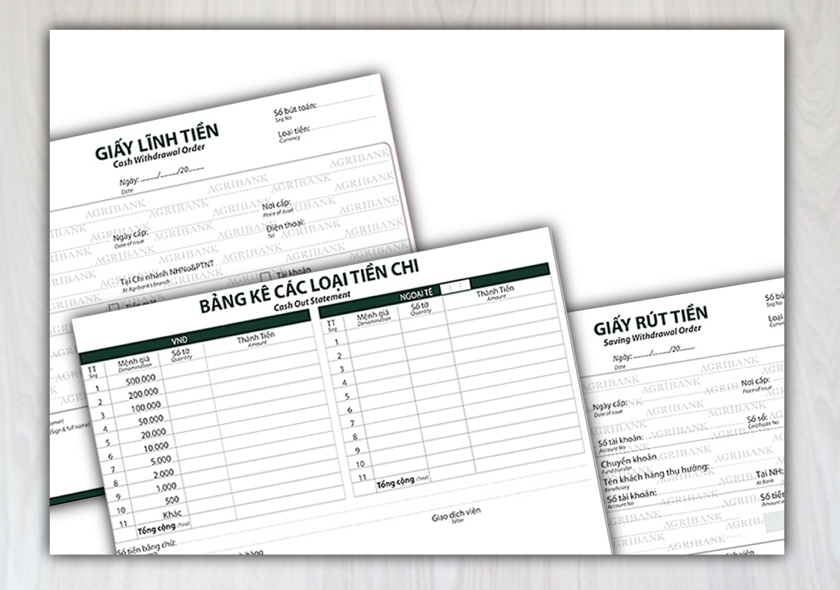 GIẤY LĨNH TIỀN
Cash Withdrawal Order
Ngày:......./......./20.......
Date
Số bút toán:
Seq No
Loại tiền:
Currency
AGRIBANK
Ngày cấp:
Date of issue
Nơi cấp:
Place of issue
Điện thoại:
Tel
Tại Chi nhánh NHNo&PTNT
At Agribank's branch
Tài khoản
(Sign & full name)
BẢNG KÊ CÁC LOẠI TIỀN CHI
Cash Out Statement
VNĐ
TT Mệnh giá Số tờ Thành Tiền
Seq Denomination Quantity Amount
1 500.000
2 200.000
3 100.000
4 50.000
5 20.000
6 10.000
7 5.000
8 2.000
9 1.000
10 500
11 Khác
Tổng cộng /Total
NGOẠI TỆ
TT Mệnh giá Số tờ Thành Tiền
Seq Denomination Quantity Amount
1
2
3
4
5
6
7
8
9
10
11
Tổng cộng /Total
Số tiền bằng chữ:
Giao dịch viên
Teller
GIẤY RÚT TIỀN
Saving Withdrawal Order
Ngày:......./......./20.......
Date
AGRIBANK
Ngày cấp:
Date of issue
Nơi cấp:
Place of issue
Số tài khoản:
Account No
Số sổ:
Chuyển khoản
Fund transfer
Tên khách hàng thụ hưởng:
Beneficiary
Số tài khoản:
Account No
Tại NH:
At Bank
Số tiền
Amount